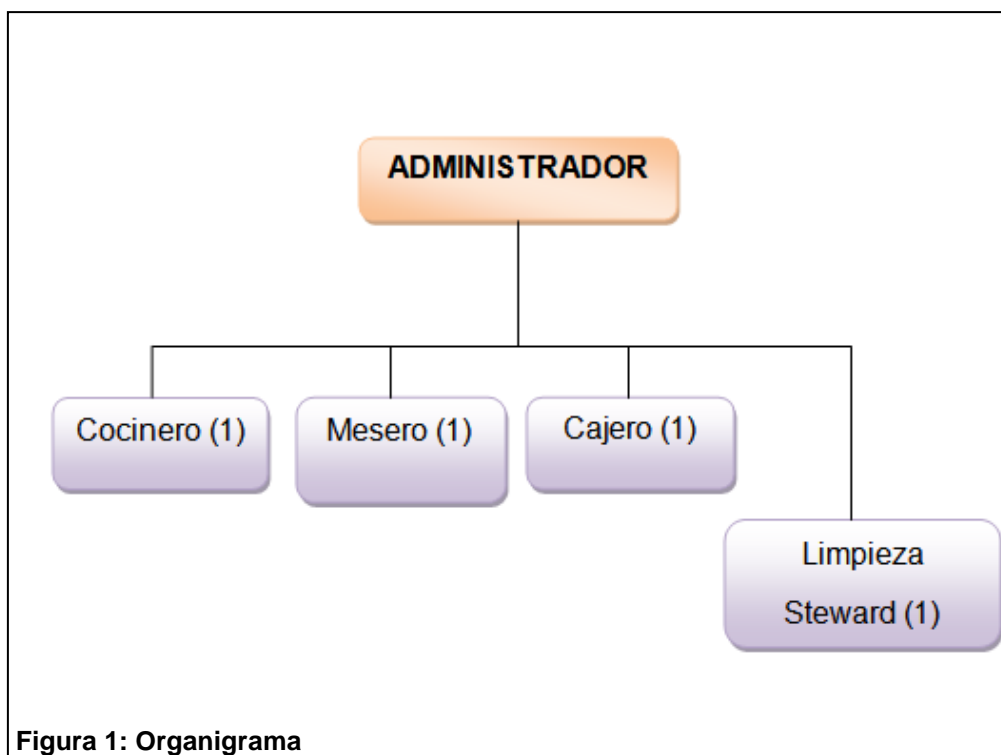 ADMINISTRADOR
Cocinero (1)
Mesero (1)
Cajero (1)
Limpieza
Steward (1)
Figura 1: Organigrama